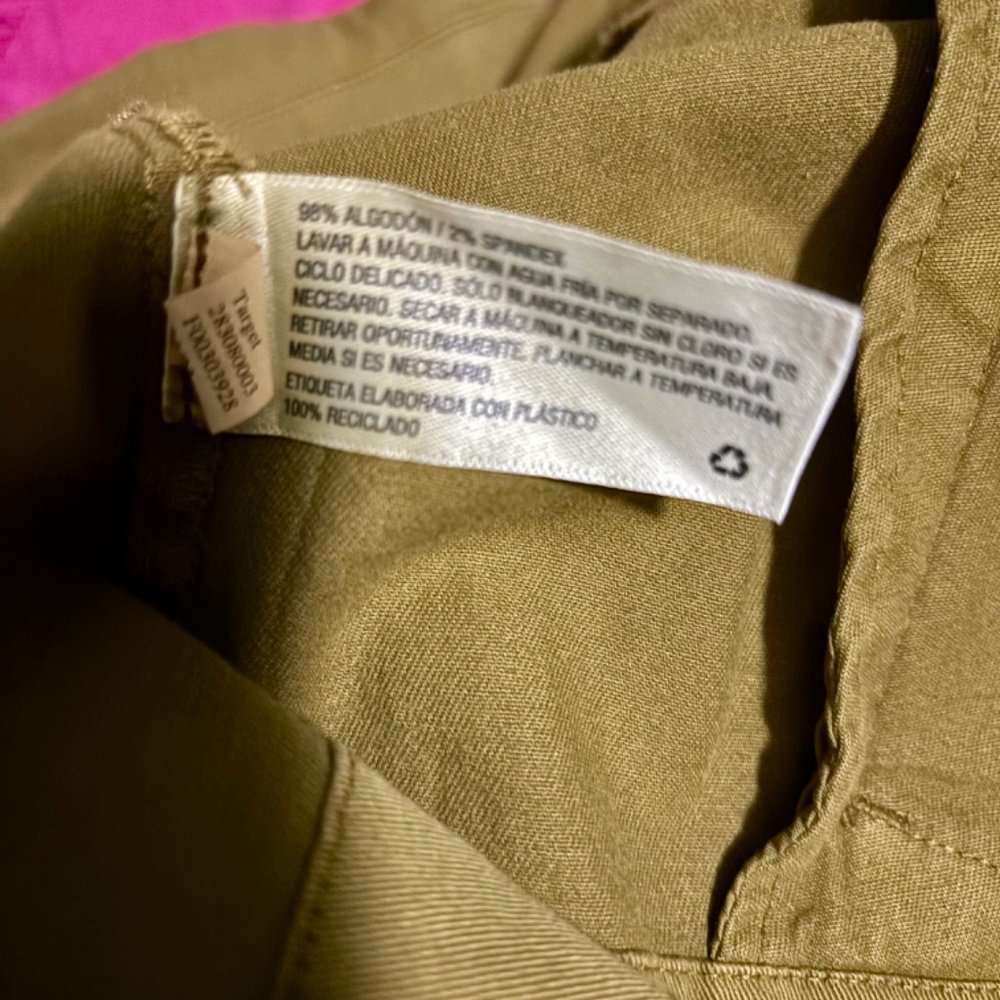 98% ALGODÓN / 2% SPANDEX
LAVAR A MÁQUINA CON AGUA FRÍA POR SEPARADO.
CICLO DELICADO. SÓLO BLANQUEADOR SIN CLORO SI ES
NECESARIO. SECAR A MÁQUINA A TEMPERATURA BAJA.
RETIRAR OPORTUNAMENTE. PLANCHAR A TEMPERATURA
MEDIA SI ES NECESARIO.
ETIQUETA ELABORADA CON PLÁSTICO
100% RECICLADO
Target
283080003
F00303928